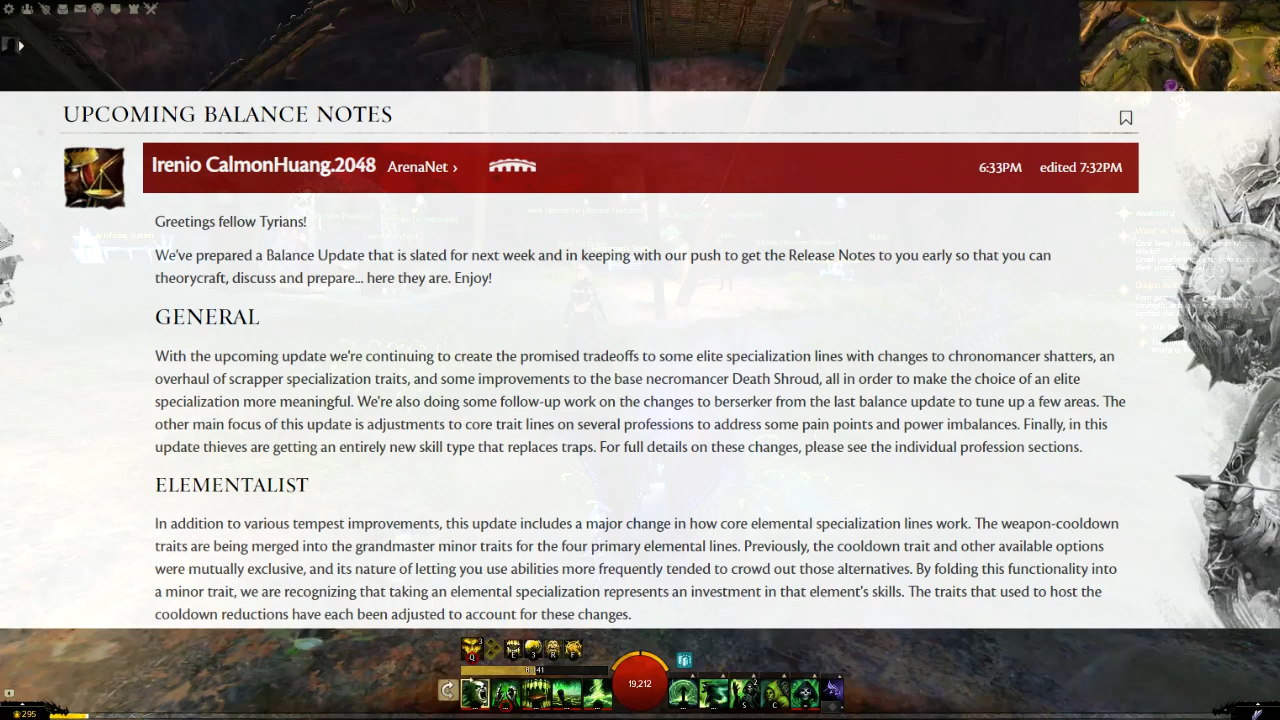 UPCOMING BALANCE NOTES
Irenio CalmonHuang.2048 ArenaNet › 6:33PM edited 7:32PM
Greetings fellow Tyrians!
We've prepared a Balance Update that is slated for next week and in keeping with our push to get the Release Notes to you early so that you can
theorycraft, discuss and prepare... here they are. Enjoy!
GENERAL
With the upcoming update we're continuing to create the promised tradeoffs to some elite specialization lines with changes to chronomancer shatters, an
overhaul of scrapper specialization traits, and some improvements to the base necromancer Death Shroud, all in order to make the choice of an elite
specialization more meaningful. We're also doing some follow-up work on the changes to berserker from the last balance update to tune up a few areas. The
other main focus of this update is adjustments to core trait lines on several professions to address some pain points and power imbalances. Finally, in this
update thieves are getting an entirely new skill type that replaces traps. For full details on these changes, please see the individual profession sections.
ELEMENTALIST
In addition to various tempest improvements, this update includes a major change in how core elemental specialization lines work. The weapon-cooldown
traits are being merged into the grandmaster minor traits for the four primary elemental lines. Previously, the cooldown trait and other available options
were mutually exclusive, and its nature of letting you use abilities more frequently tended to crowd out those alternatives. By folding this functionality into
a minor trait, we are recognizing that taking an elemental specialization represents an investment in that element's skills. The traits that used to host the
cooldown reductions have each been adjusted to account for these changes.
3
Q E 3 R F
19,212
S C
295